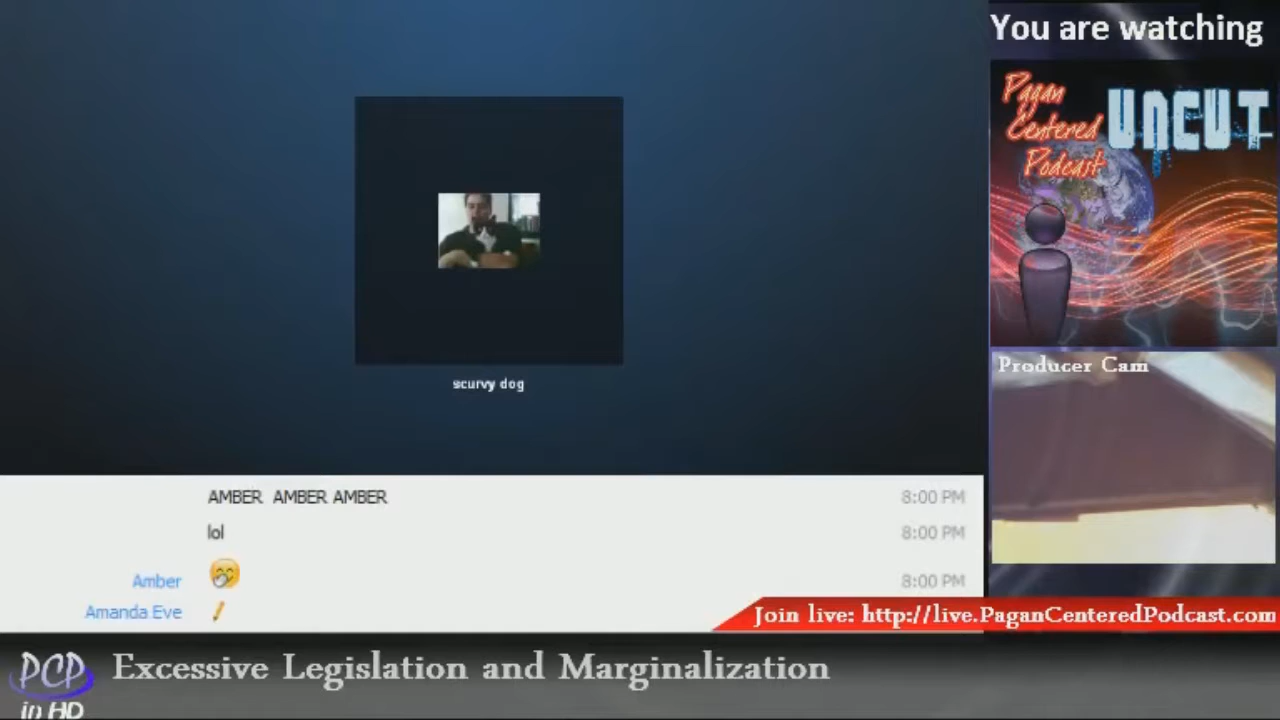 You are watching
Pagan
Centered
Podcast
UNCUT
Producer Cam
scurvy dog
AMBER AMBER AMBER 8:00 PM
lol 8:00 PM
Amber 8:00 PM
Amanda Eve
Join live: http://live.PaganCenteredPodcast.com
PCP
in HD
Excessive Legislation and Marginalization